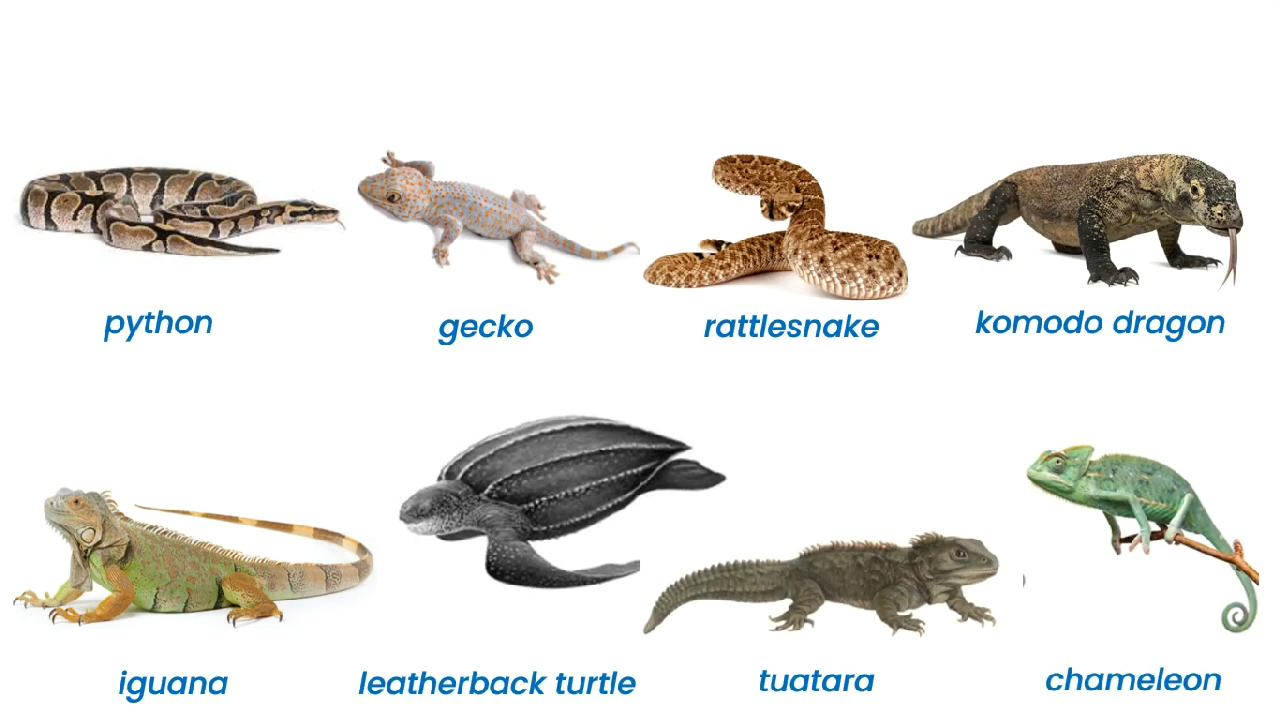 python
gecko
rattlesnake
komodo dragon
iguana
leatherback turtle
tuatara
chameleon